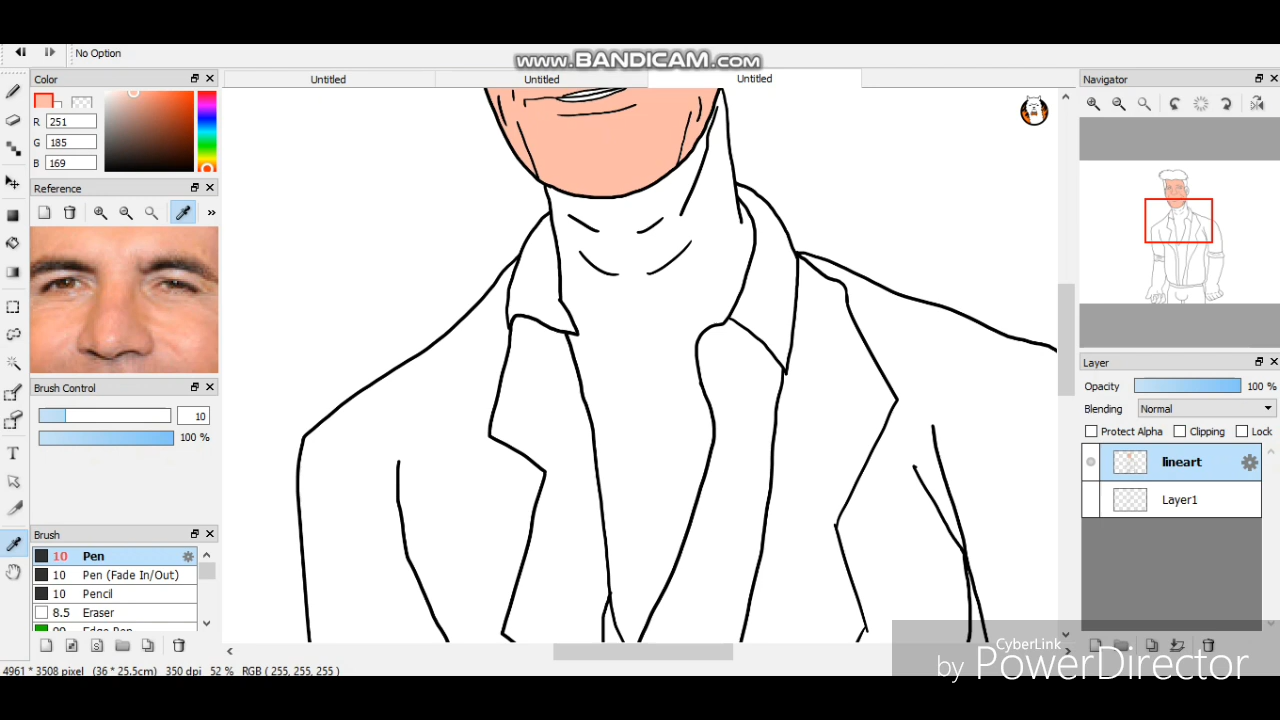 No Option
www.BANDICAM.com
Color
Untitled
Untitled
Untitled
Navigator
R 251
G 185
B 169
Reference
»
Brush Control
10
100 %
Layer
Opacity 100 %
Blending Normal
Protect Alpha Clipping Lock
lineart
Layer1
Brush
10 Pen
10 Pen (Fade In/Out)
10 Pencil
8.5 Eraser
T
CyberLink
by PowerDirector
4961 * 3508 pixel (36 * 25.5cm) 350 dpi 52 % RGB ( 255, 255, 255 )